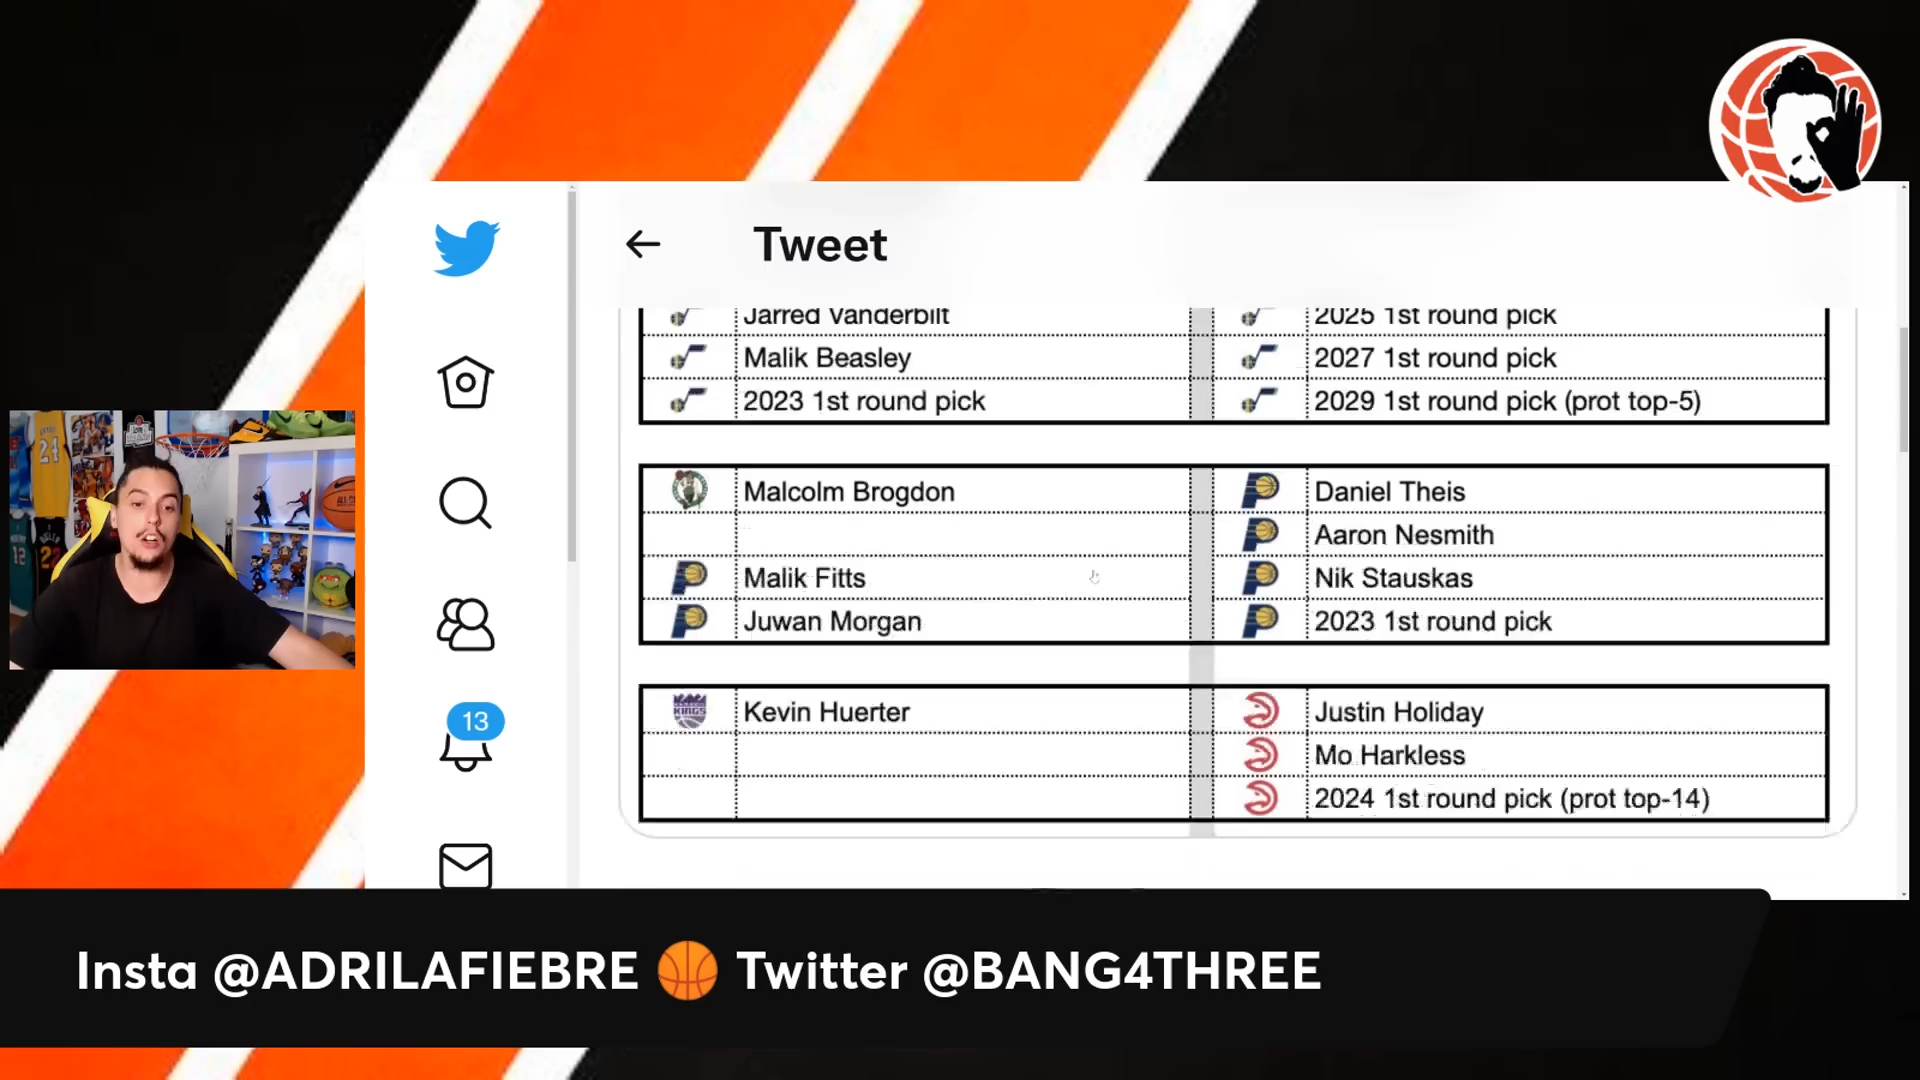 Tweet
Jarred Vanderbilt 2025 1st round pick
Malik Beasley 2027 1st round pick
2023 1st round pick 2029 1st round pick (prot top-5)
Malcolm Brogdon Daniel Theis
Aaron Nesmith
Malik Fitts Nik Stauskas
Juwan Morgan 2023 1st round pick
Kevin Huerter Justin Holiday
Mo Harkless
2024 1st round pick (prot top-14)
13
24
12
Insta @ADRILAFIEBRE 🏀 Twitter @BANG4THREE